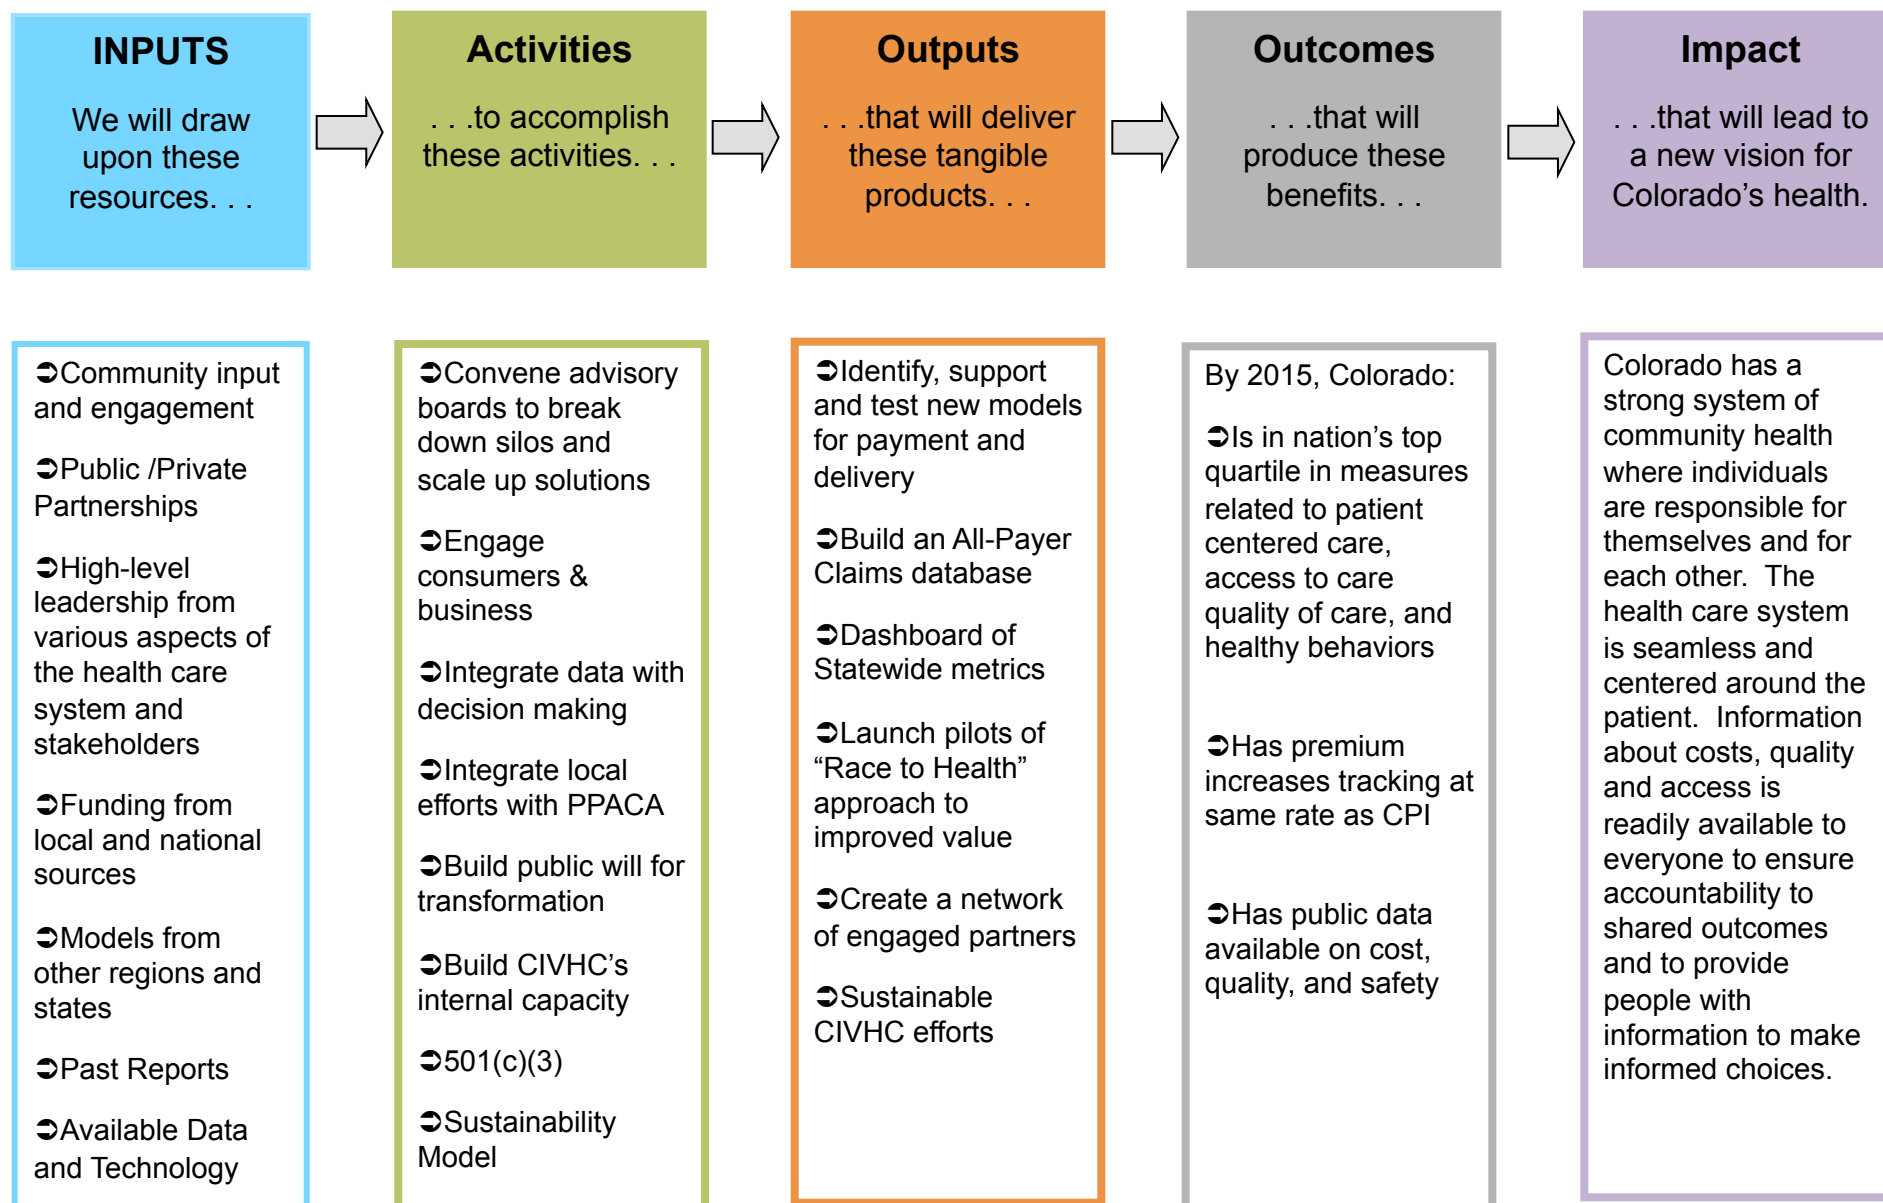 INPUTS
We will draw
upon these
resources. . .
Activities
. . .to accomplish
these activities. . .
Outputs
. . .that will deliver
these tangible
products. . .
Outcomes
. . .that will
produce these
benefits. . .
Impact
. . .that will lead to
a new vision for
Colorado’s health.
➲Community input
and engagement
➲Public /Private
Partnerships
➲High-level
leadership from
various aspects of
the health care
system and
stakeholders
➲Funding from
local and national
sources
➲Models from
other regions and
states
➲Past Reports
➲Available Data
and Technology
➲Convene advisory
boards to break
down silos and
scale up solutions
➲Engage
consumers &
business
➲Integrate data with
decision making
➲Integrate local
efforts with PPACA
➲Build public will for
transformation
➲Build CIVHC’s
internal capacity
➲501(c)(3)
➲Sustainability
Model
➲Identify, support
and test new models
for payment and
delivery
➲Build an All-Payer
Claims database
➲Dashboard of
Statewide metrics
➲Launch pilots of
“Race to Health”
approach to
improved value
➲Create a network
of engaged partners
➲Sustainable
CIVHC efforts
By 2015, Colorado:
➲Is in nation’s top
quartile in measures
related to patient
centered care,
access to care
quality of care, and
healthy behaviors
➲Has premium
increases tracking at
same rate as CPI
➲Has public data
available on cost,
quality, and safety
Colorado has a
strong system of
community health
where individuals
are responsible for
themselves and for
each other.  The
health care system
is seamless and
centered around the
patient.  Information
about costs, quality
and access is
readily available to
everyone to ensure
accountability to
shared outcomes
and to provide
people with
information to make
informed choices.